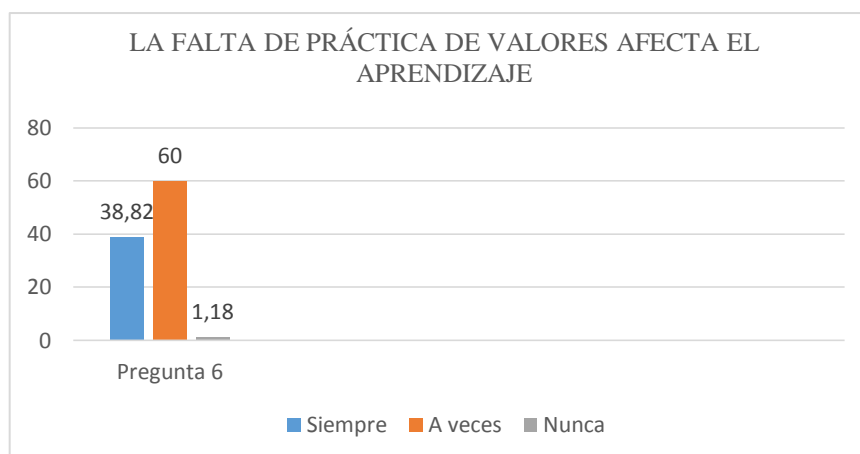 LA FALTA DE PRÁCTICA DE VALORES AFECTA EL
APRENDIZAJE
80
60
40
20
0
38,82
60
1,18
Pregunta 6
Siempre
A veces
Nunca